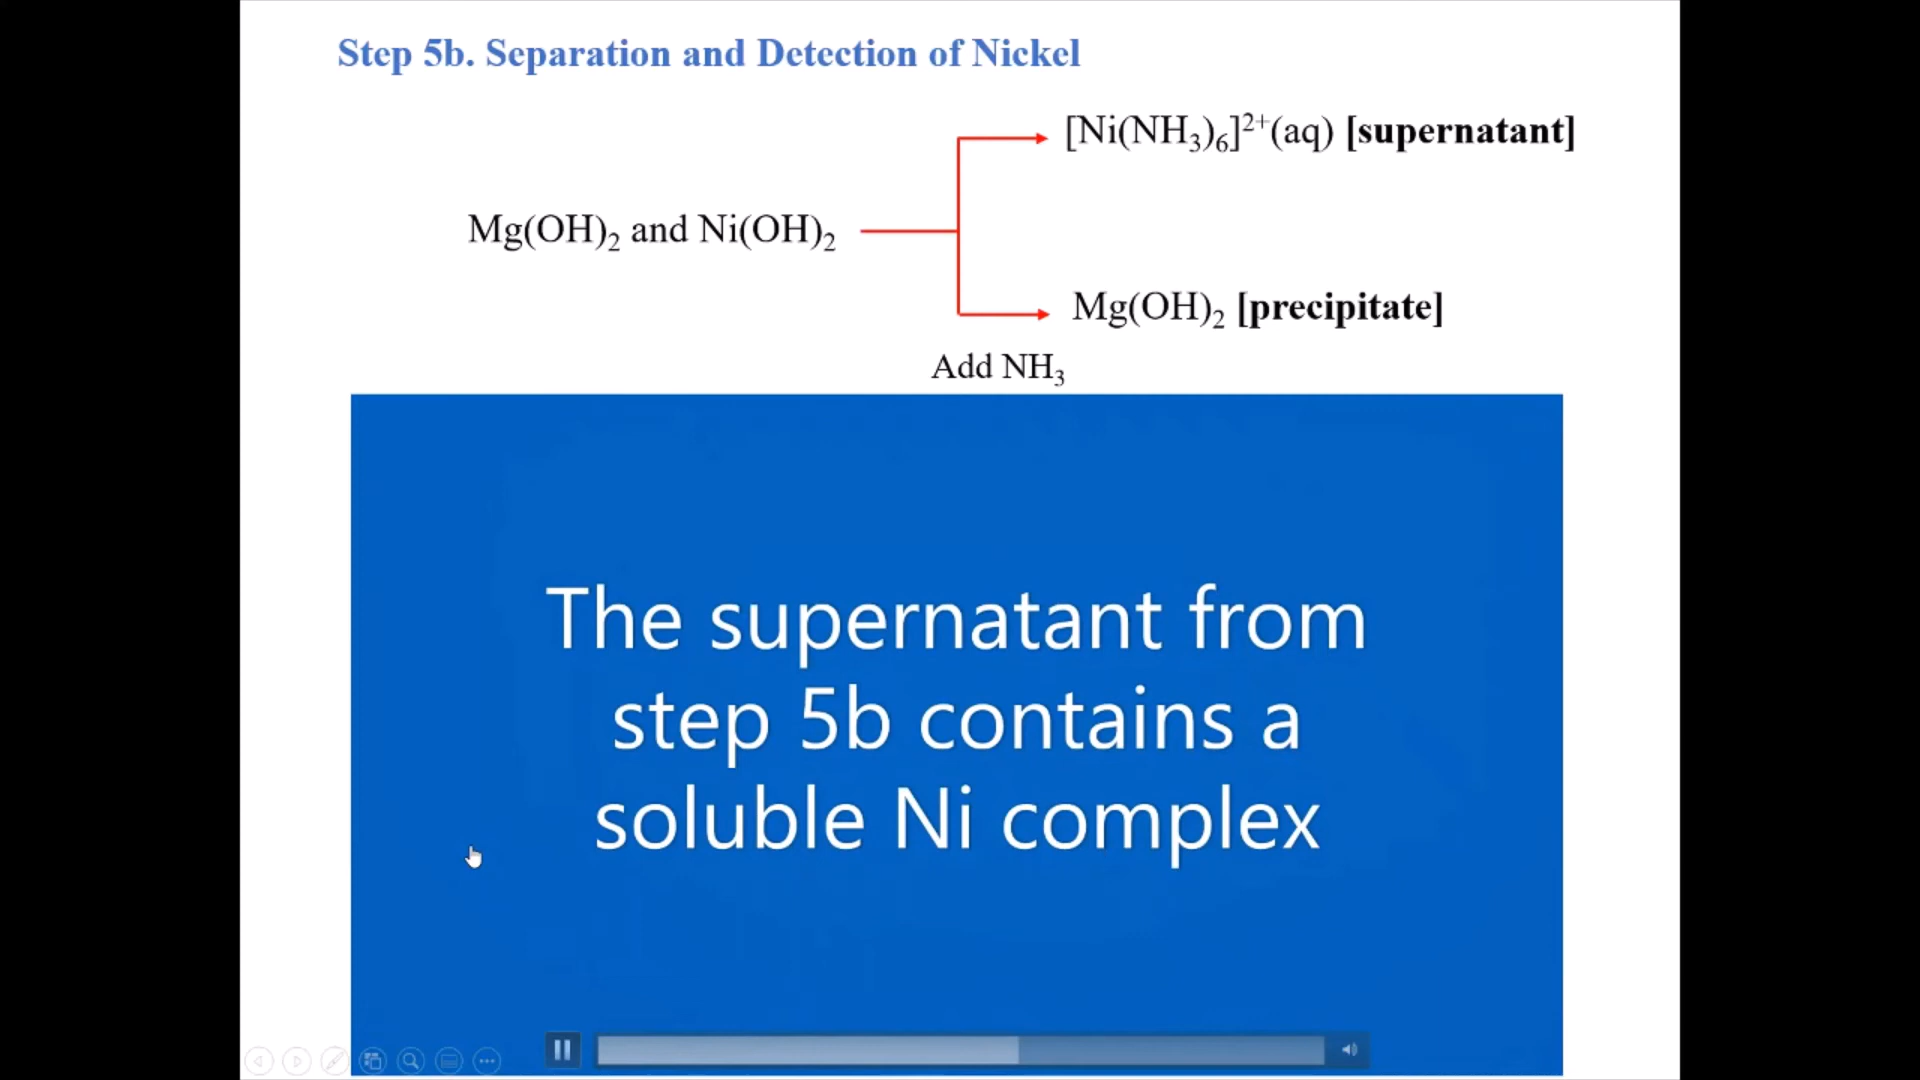 Step 5b. Separation and Detection of Nickel
[Ni(NH₃)₆]²⁺(aq) [supernatant]
Mg(OH)₂ and Ni(OH)₂
Mg(OH)₂ [precipitate]
Add NH₃
The supernatant from
step 5b contains a
soluble Ni complex